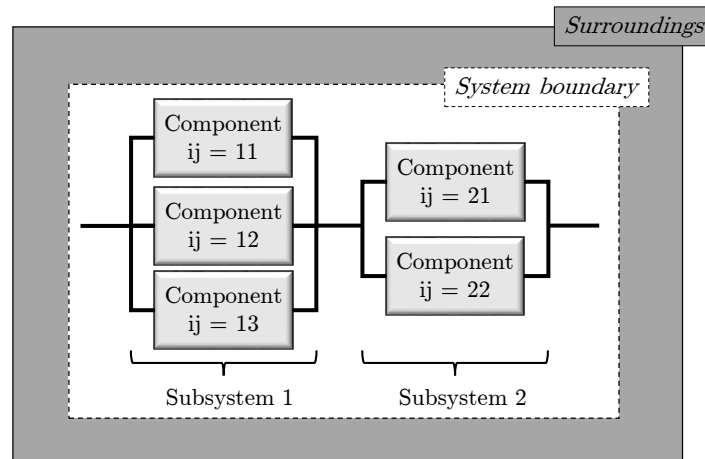 Surroundings
System boundary
Component
ij = 11
Component
ij = 12
Component
ij = 13
Component
ij = 21
Component
ij = 22
Subsystem 1
Subsystem 2